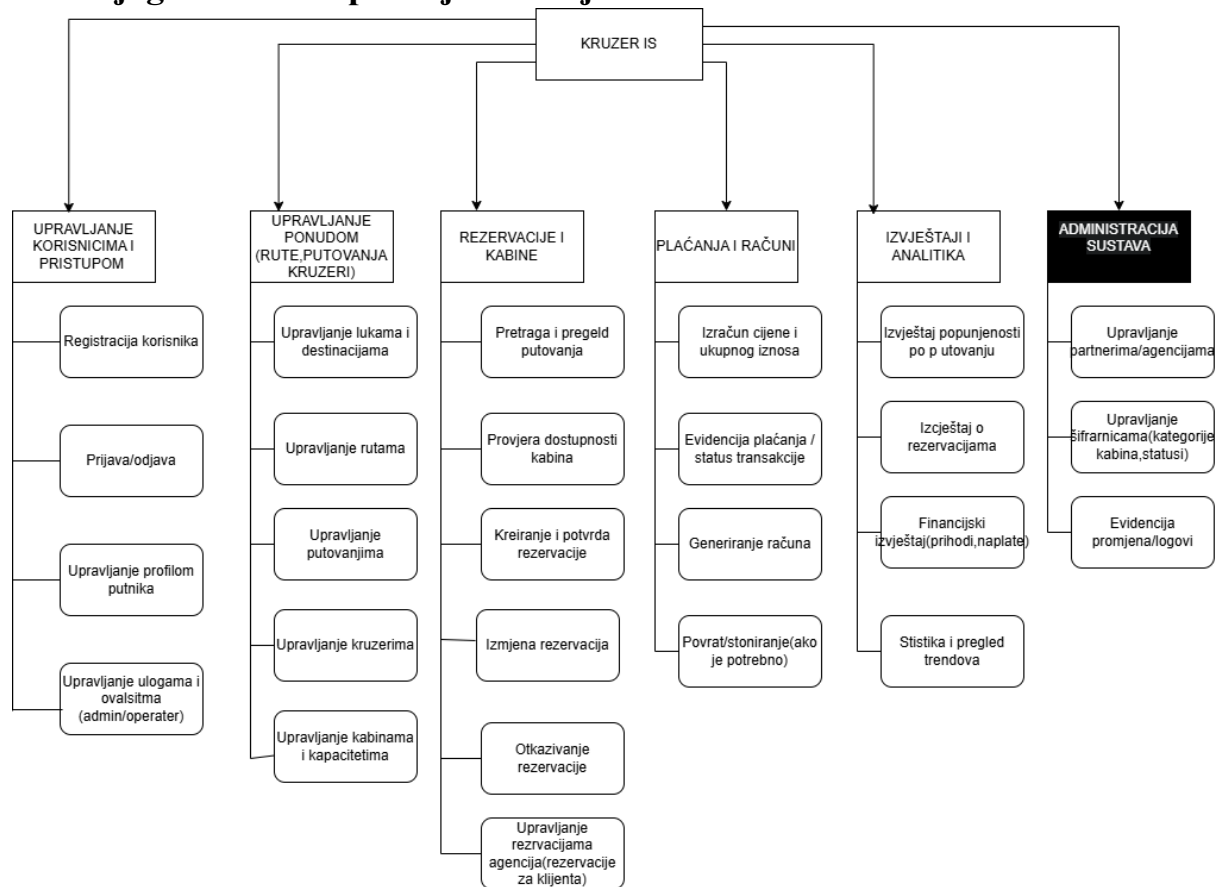 KRUZER IS
UPRAVLJANJE
KORISNICIMA I
PRISTUPOM
Registracija korisnika
Prijava/odjava
Upravljanje profilom
putnika
Upravljanje ulogama i
ovalsitma
(admin/operater)
UPRAVLJANJE
PONUDOM
(RUTE,PUTOVANJA
KRUZERI)
Upravljanje lukama i
destinacijama
Upravljanje rutama
Upravljanje
putovanjima
Upravljanje kruzerima
Upravljanje kabinama
i kapacitetima
REZERVACIJE I
KABINE
Pretraga i pregeld
putovanja
Provjera dostupnosti
kabina
Kreiranje i potvrda
rezervacije
Izmjena rezervacija
Otkazivanje
rezervacije
Upravljanje
rezrvacijama
agencija(rezervacije
za klijenta)
PLAĆANJA I RAČUNI
Izračun cijene i
ukupnog iznosa
Evidencija plaćanja /
status transakcije
Generiranje računa
Povrat/stoniranje(ako
je potrebno)
IZVJEŠTAJI I
ANALITIKA
Izvještaj popunjenosti
po p utovanju
Izcještaj o
rezervacijama
Financijski
izvještaj(prihodi,naplate)
Stistika i pregled
trendova
ADMINISTRACIJA
SUSTAVA
Upravljanje
partnerima/agencijama
Upravljanje
šifrarnicama(kategorije
kabina,statusi)
Evidencija
promjena/logovi